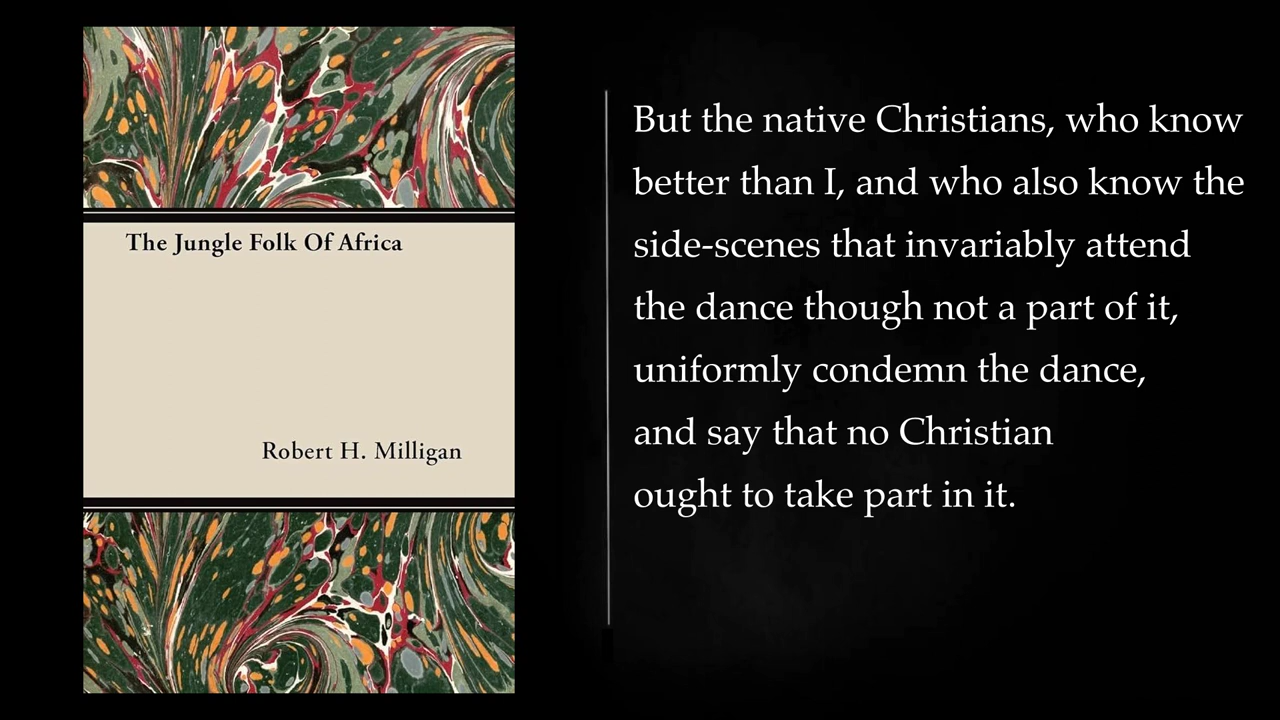 The Jungle Folk Of Africa
Robert H. Milligan
But the native Christians, who know
better than I, and who also know the
side-scenes that invariably attend
the dance though not a part of it,
uniformly condemn the dance,
and say that no Christian
ought to take part in it.